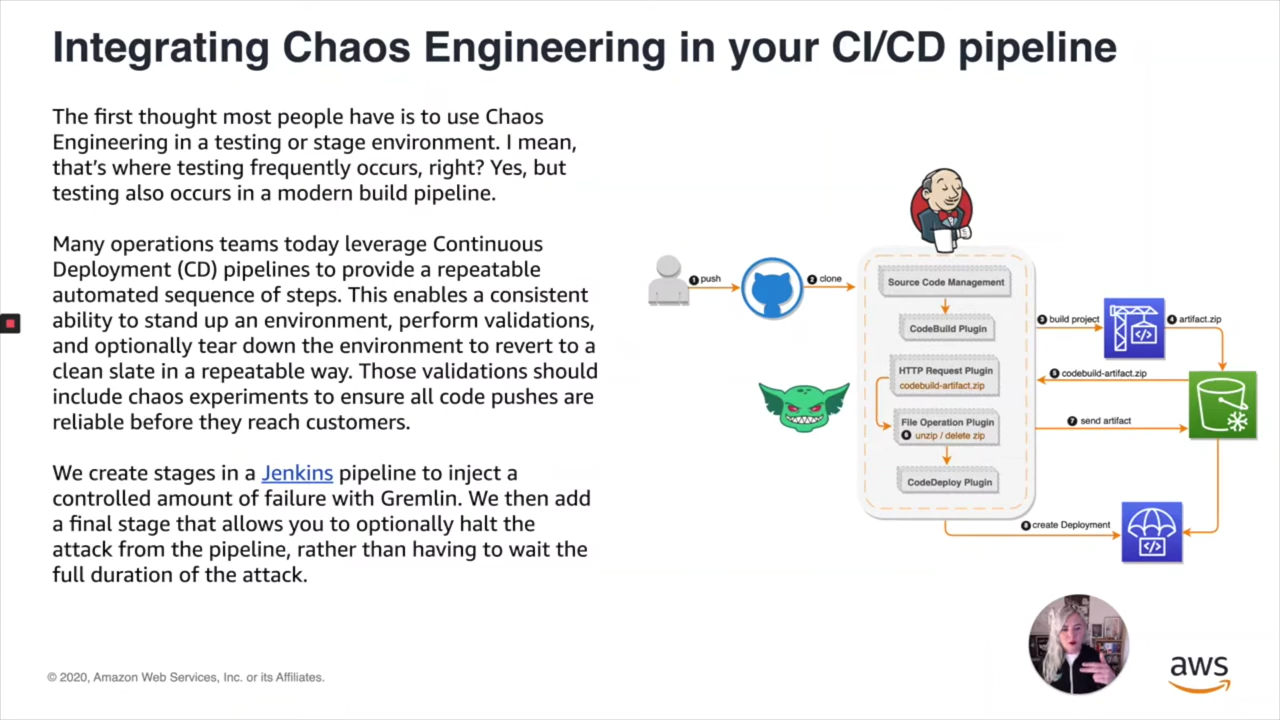 Integrating Chaos Engineering in your CI/CD pipeline
The first thought most people have is to use Chaos
Engineering in a testing or stage environment. I mean,
that's where testing frequently occurs, right? Yes, but
testing also occurs in a modern build pipeline.
Many operations teams today leverage Continuous
Deployment (CD) pipelines to provide a repeatable
automated sequence of steps. This enables a consistent
ability to stand up an environment, perform validations,
and optionally tear down the environment to revert to a
clean slate in a repeatable way. Those validations should
include chaos experiments to ensure all code pushes are
reliable before they reach customers.
We create stages in a Jenkins pipeline to inject a
controlled amount of failure with Gremlin. We then add
a final stage that allows you to optionally halt the
attack from the pipeline, rather than having to wait the
full duration of the attack.
1 push
2 clone
Source Code Management
CodeBuild Plugin
HTTP Request Plugin
codebuild-artifact.zip
File Operation Plugin
6 unzip / delete zip
CodeDeploy Plugin
3 build project
4 artifact.zip
5 codebuild-artifact.zip
7 send artifact
8 create Deployment
© 2020, Amazon Web Services, Inc. or its Affiliates.
aws